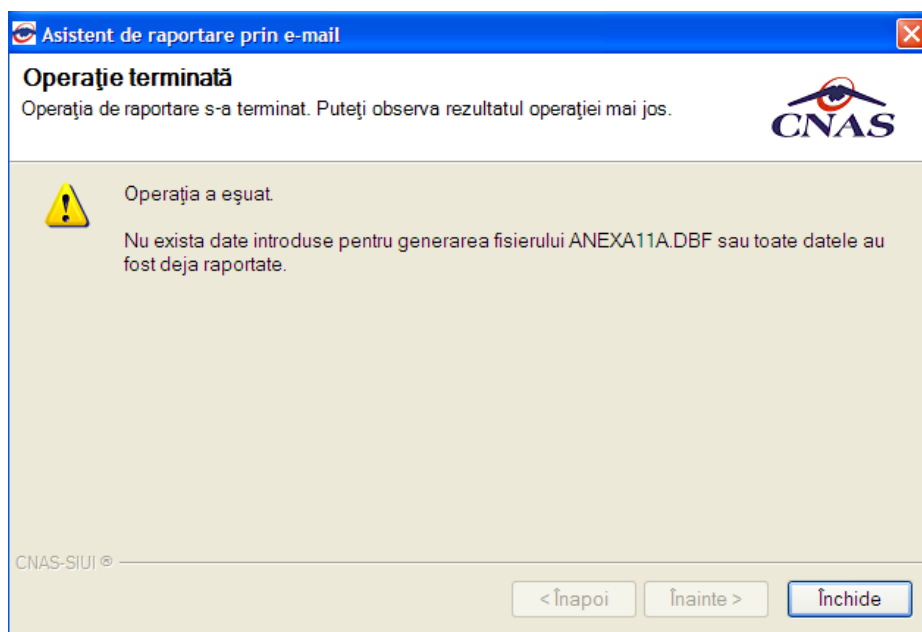 Asistent de raportare prin e-mail
Operaţie terminată
Operaţia de raportare s-a terminat. Puteţi observa rezultatul operaţiei mai jos.
CNAS
Operaţia a eşuat.
Nu exista date introduse pentru generarea fisierului ANEXA11A.DBF sau toate datele au
fost deja raportate.
CNAS-SIUI ®
< Înapoi
Înainte >
Închide